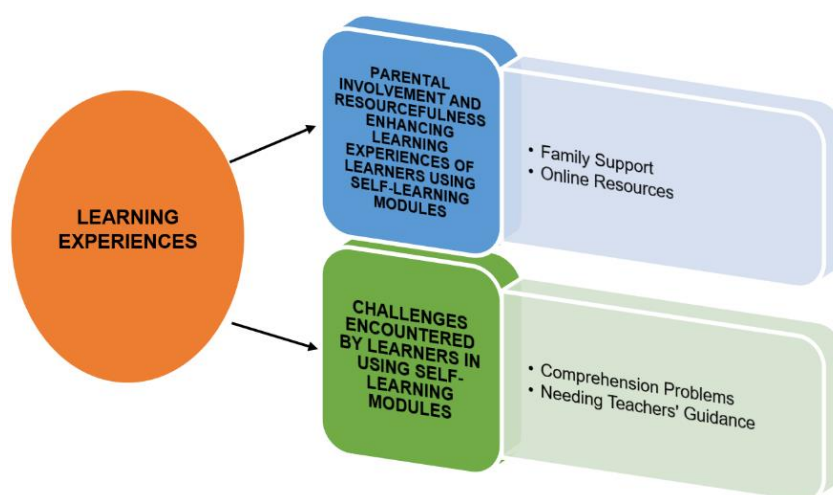 LEARNING
EXPERIENCES
PARENTAL
INVOLVEMENT AND
RESOURCEFULNESS
ENHANCING
LEARNING
EXPERIENCES OF
LEARNERS USING
SELF-LEARNING
MODULES
• Family Support
• Online Resources
CHALLENGES
ENCOUNTERED
BY LEARNERS IN
USING SELF-
LEARNING
MODULES
• Comprehension Problems
• Needing Teachers' Guidance